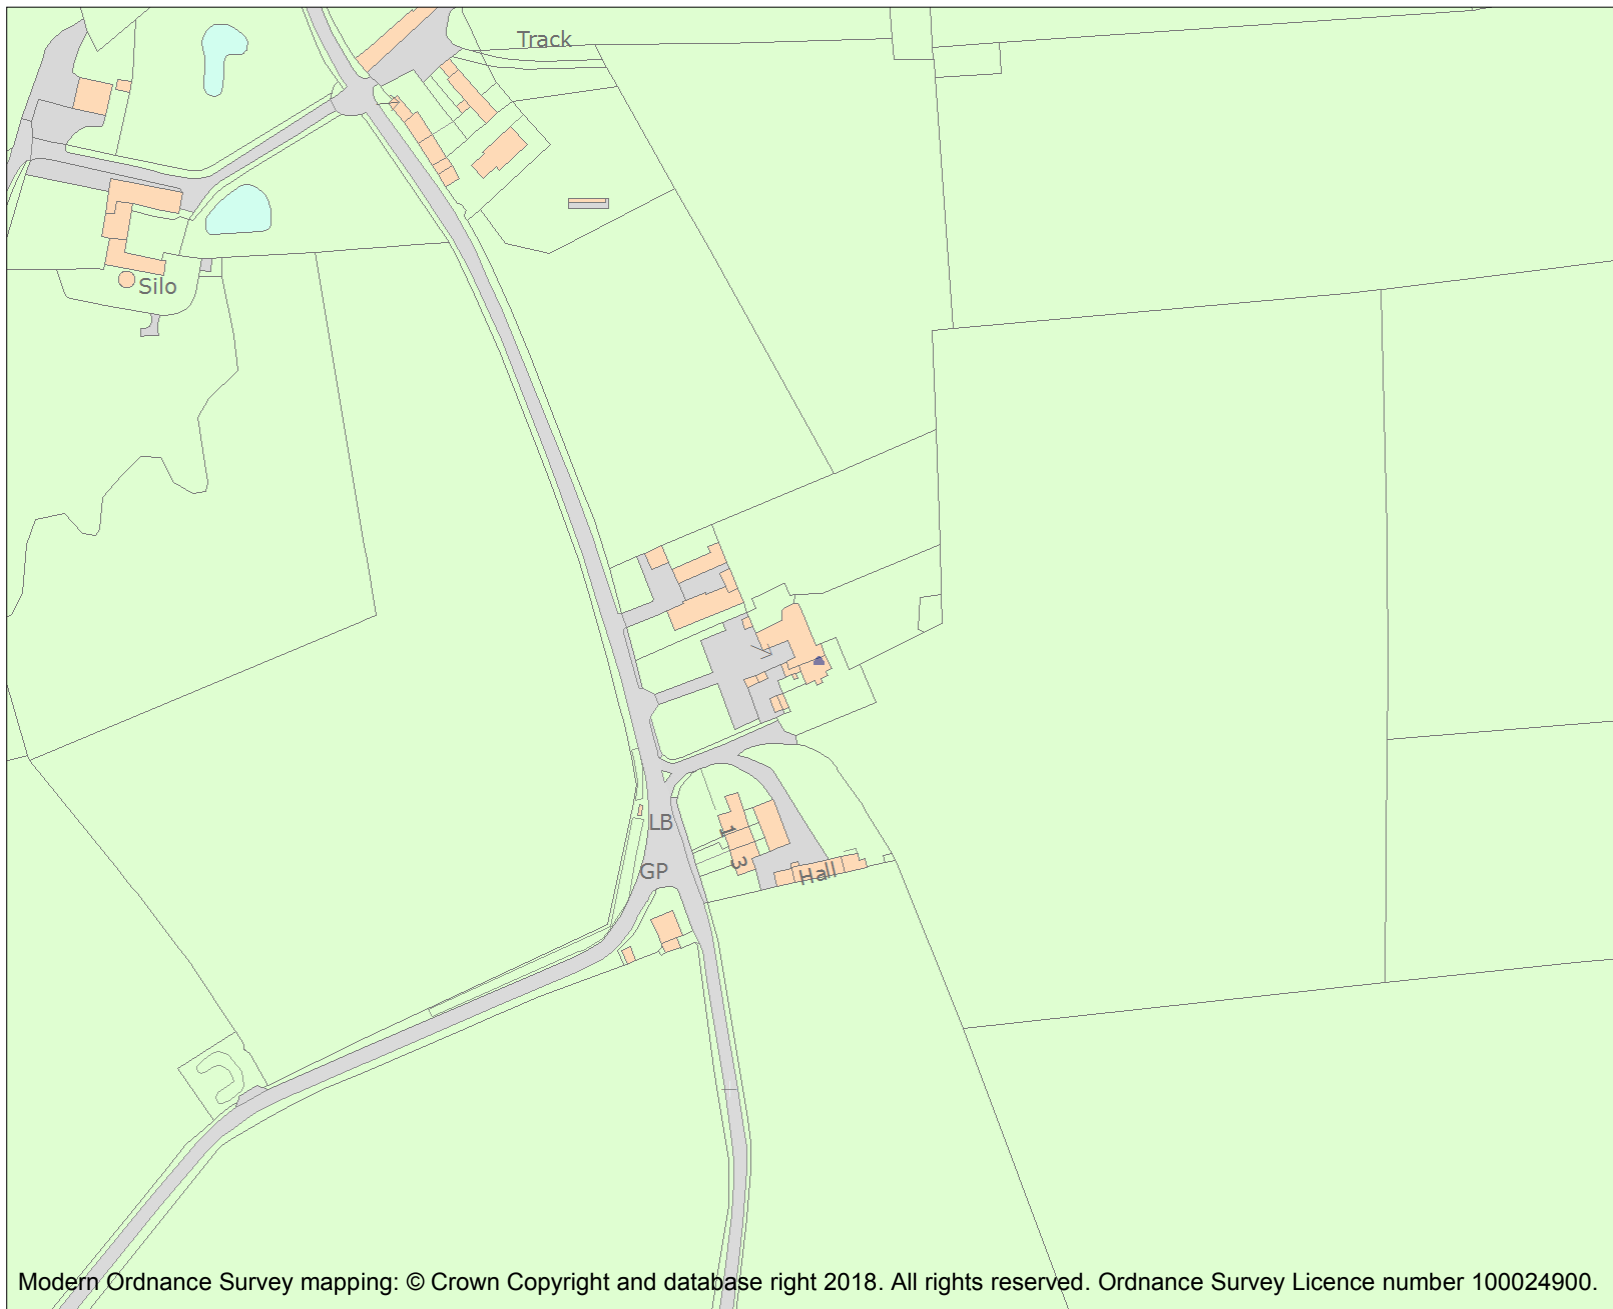 Track
Silo
LB
1
3
GP
Hall
Modern Ordnance Survey mapping: © Crown Copyright and database right 2018. All rights reserved. Ordnance Survey Licence number 100024900.